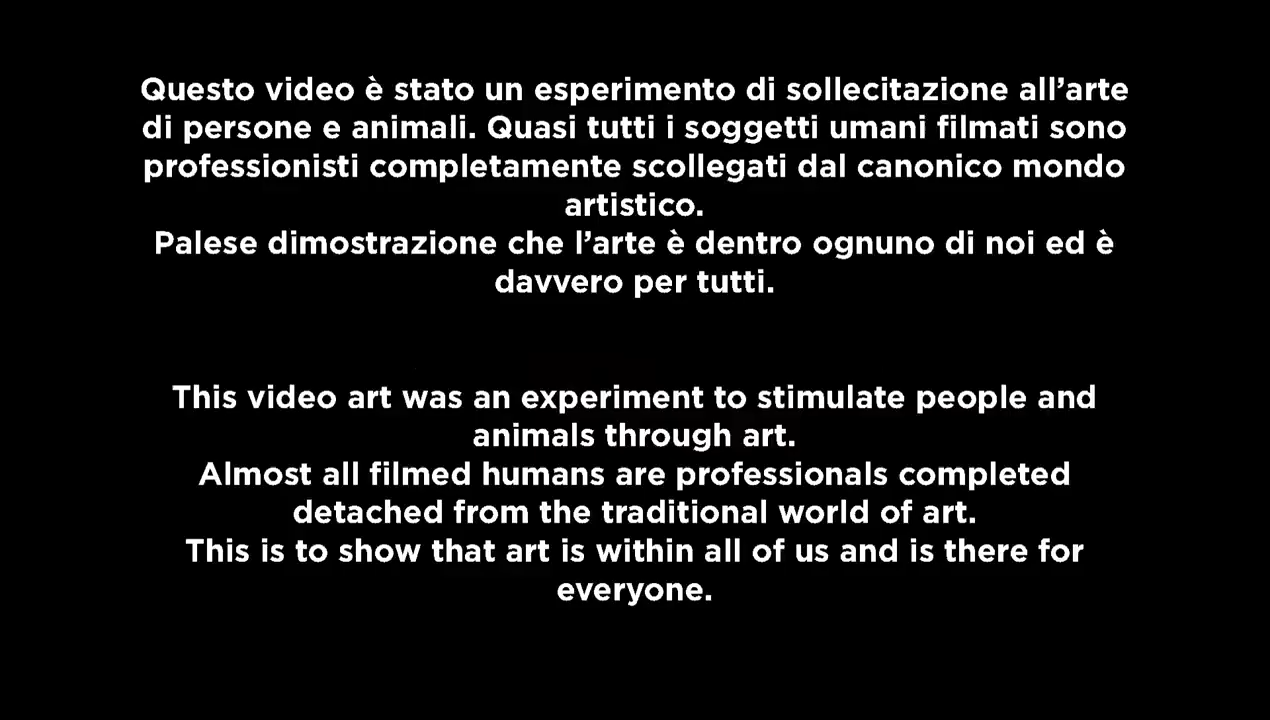 Questo video è stato un esperimento di sollecitazione all’arte
di persone e animali. Quasi tutti i soggetti umani filmati sono
professionisti completamente scollegati dal canonico mondo
artistico.
Palese dimostrazione che l’arte è dentro ognuno di noi ed è
davvero per tutti.
This video art was an experiment to stimulate people and
animals through art.
Almost all filmed humans are professionals completed
detached from the traditional world of art.
This is to show that art is within all of us and is there for
everyone.